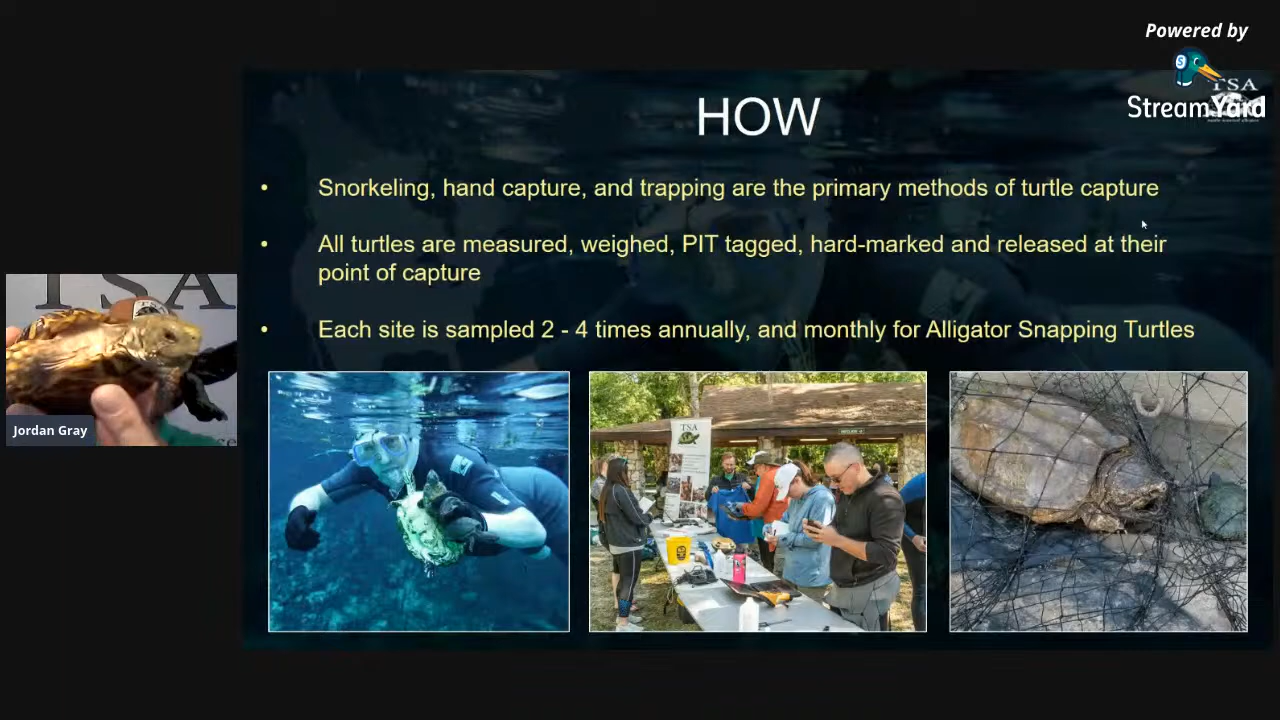 Powered by
StreamYard
TSA
HOW
• Snorkeling, hand capture, and trapping are the primary methods of turtle capture
• All turtles are measured, weighed, PIT tagged, hard-marked and released at their
point of capture
• Each site is sampled 2 - 4 times annually, and monthly for Alligator Snapping Turtles
TSA
Jordan Gray
TSA